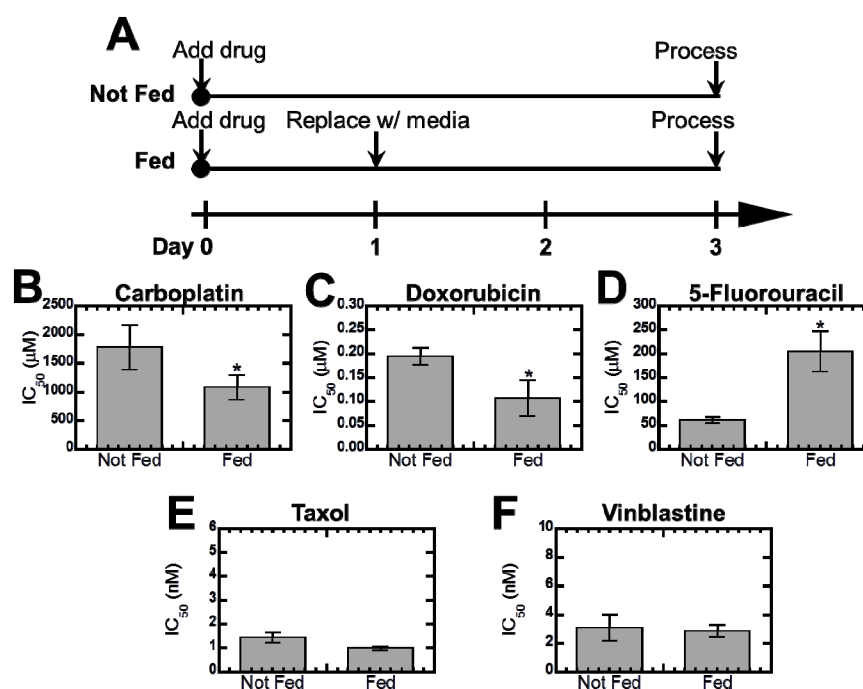 A
Add drug
Process
Not Fed
Add drug
Replace w/ media
Process
Fed
Day 0
1
2
3
B
Carboplatin
IC50 (μM)
2500
2000
1500
1000
500
0
*
Not Fed
Fed
C
Doxorubicin
IC50 (μM)
0.30
0.25
0.20
0.15
0.10
0.05
0.00
*
Not Fed
Fed
D
5-Fluorouracil
IC50 (μM)
300
250
200
150
100
50
0
*
Not Fed
Fed
E
Taxol
IC50 (nM)
6
5
4
3
2
1
0
Not Fed
Fed
F
Vinblastine
IC50 (nM)
10
8
6
4
2
0
Not Fed
Fed